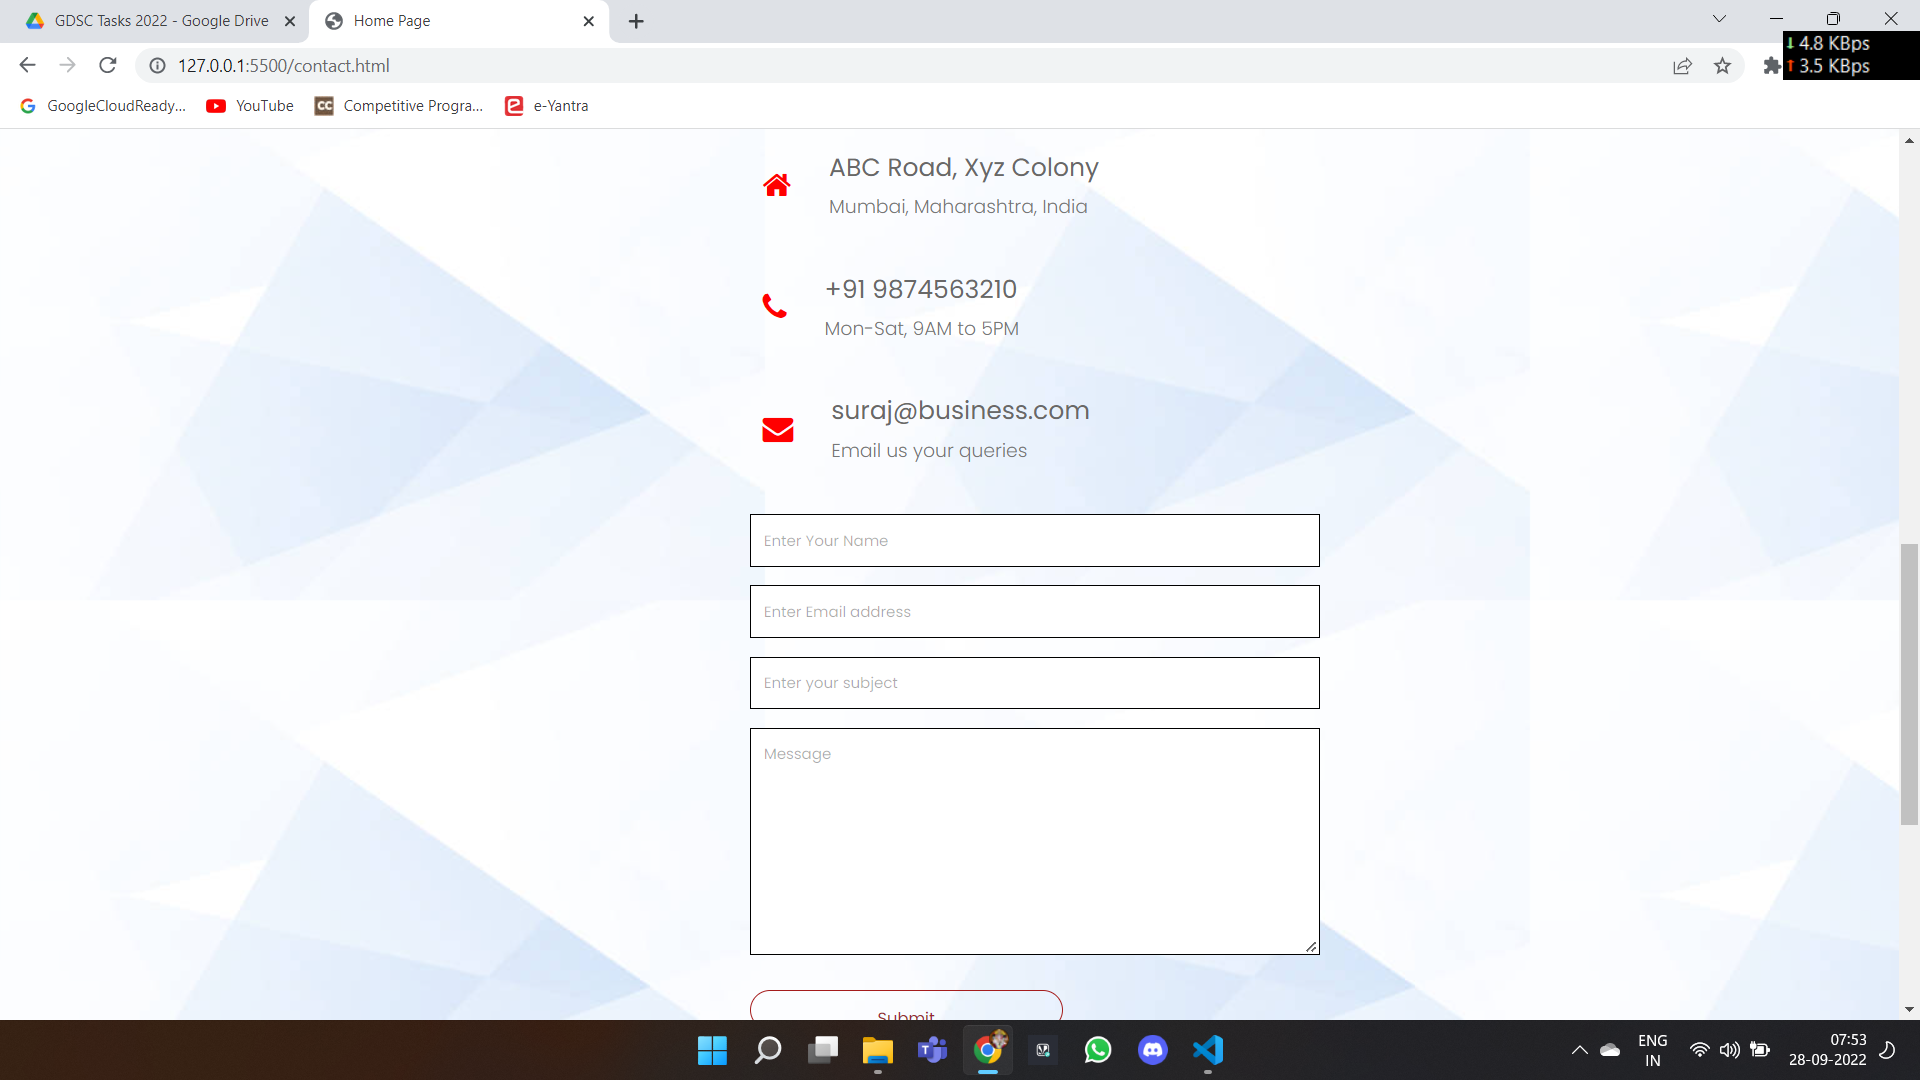 GDSC Tasks 2022 - Google Drive
Home Page
4.8 KBps
3.5 KBps
127.0.0.1:5500/contact.html
GoogleCloudReady...
YouTube
CC
Competitive Progra...
e-Yantra
ABC Road, Xyz Colony
Mumbai, Maharashtra, India
+91 9874563210
Mon-Sat, 9AM to 5PM
suraj@business.com
Email us your queries
Enter Your Name
Enter Email address
Enter your subject
Message
Submit
ENG
IN
07:53
28-09-2022